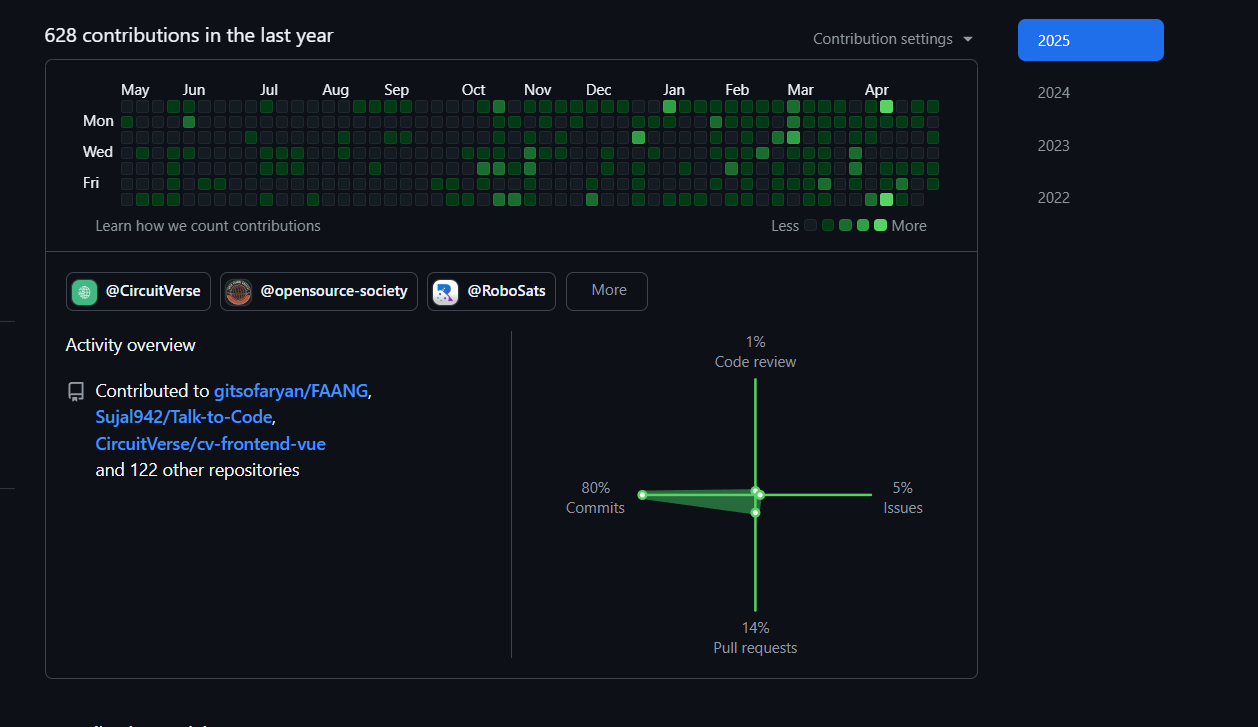 628 contributions in the last year
Contribution settings
2025
2024
2023
2022
May Jun Jul Aug Sep Oct Nov Dec Jan Feb Mar Apr
Mon
Wed
Fri
Learn how we count contributions
Less More
@CircuitVerse
@opensource-society
@RoboSats
More
Activity overview
Contributed to gitsofaryan/FAANG,
Sujal942/Talk-to-Code,
CircuitVerse/cv-frontend-vue
and 122 other repositories
1%
Code review
80%
Commits
5%
Issues
14%
Pull requests